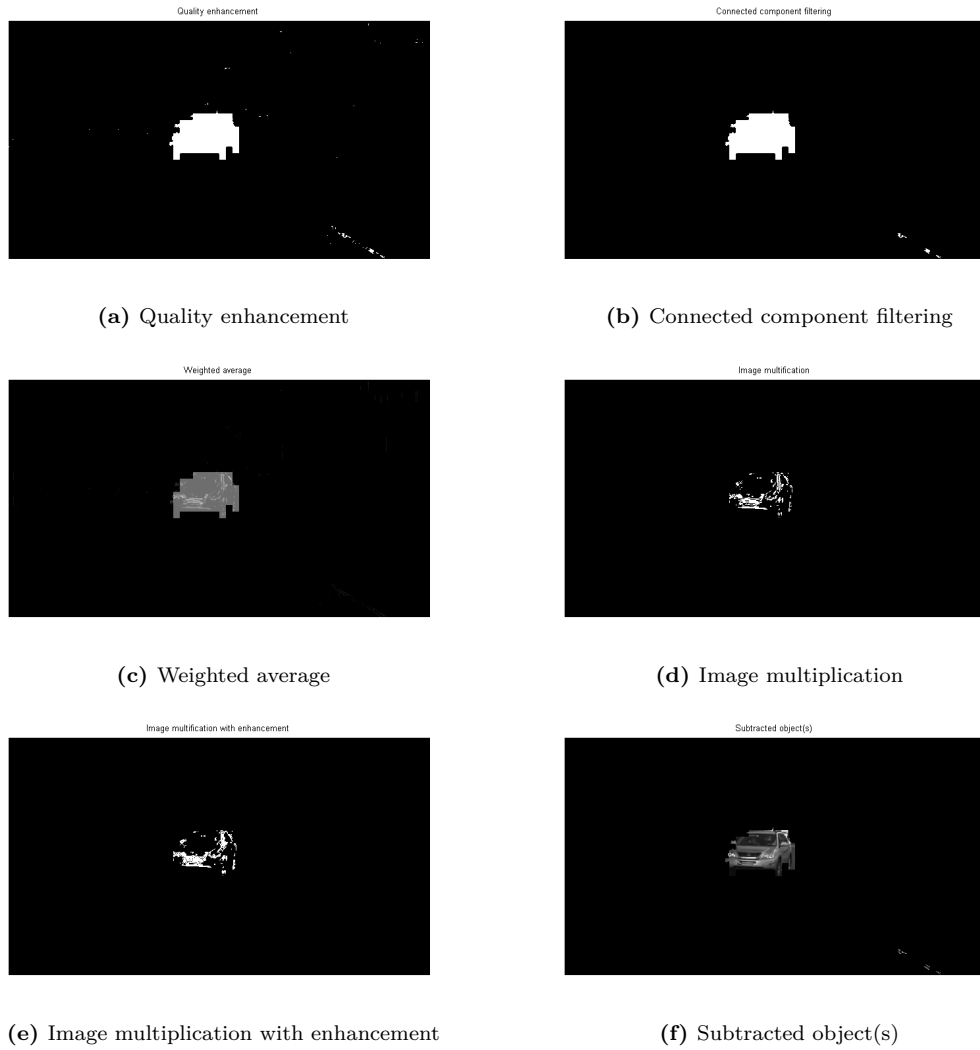 Quality enhancement
Connected component filtering
(a) Quality enhancement
(b) Connected component filtering
Weighted average
Image multification
(c) Weighted average
(d) Image multiplication
Image multification with enhancement
Subtracted object(s)
(e) Image multiplication with enhancement
(f) Subtracted object(s)